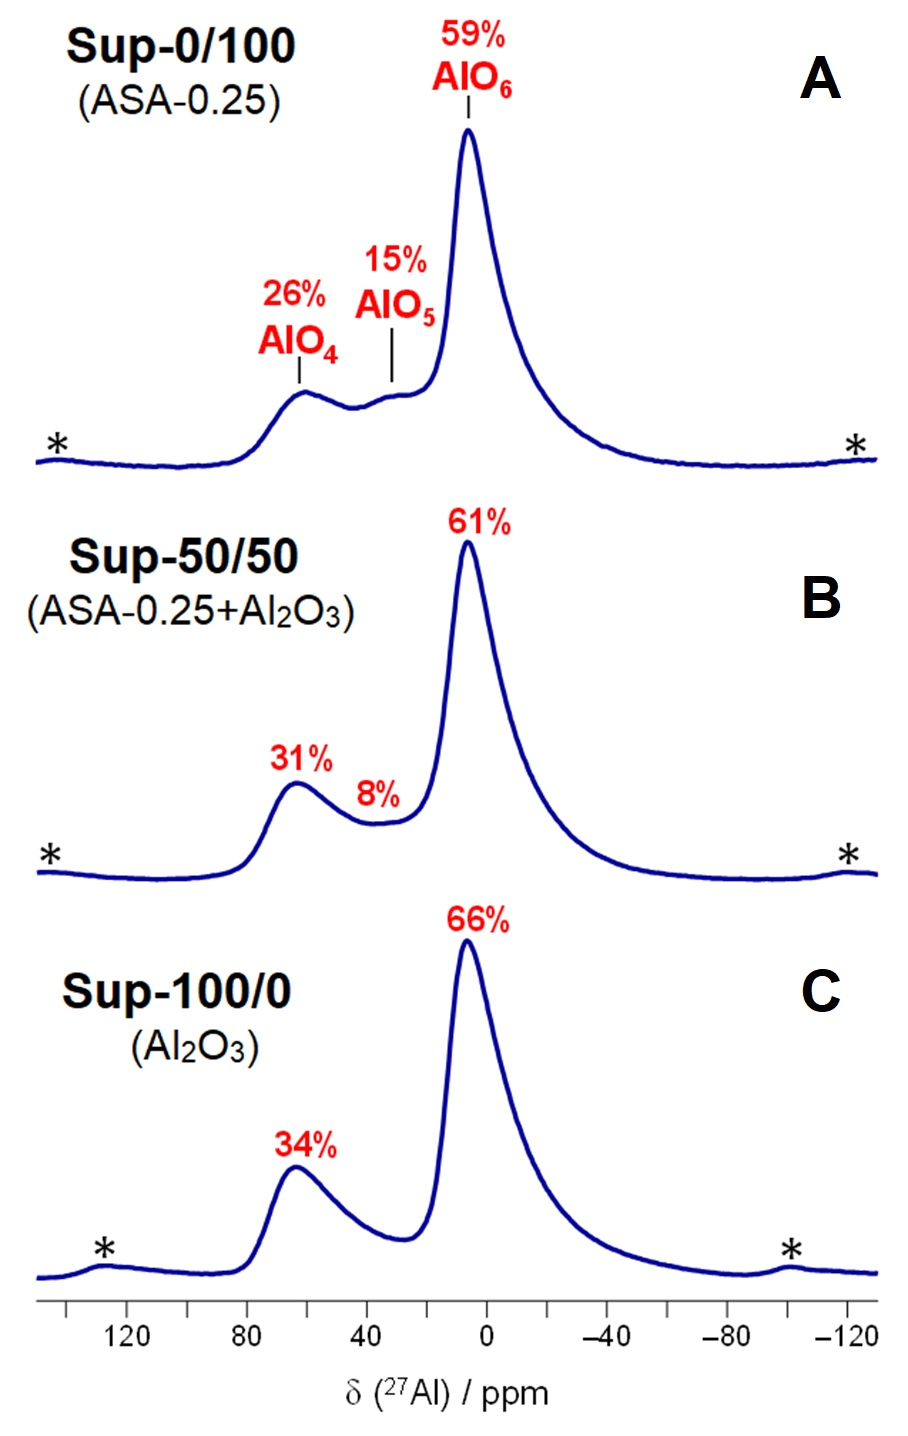 Sup-0/100
(ASA-0.25)
59%
AlO₆
A
15%
AlO₅
26%
AlO₄
*
*
Sup-50/50
(ASA-0.25+Al₂O₃)
61%
B
31%
8%
*
*
Sup-100/0
(Al₂O₃)
66%
C
34%
*
*
120 80 40 0 −40 −80 −120
δ (²⁷Al) / ppm